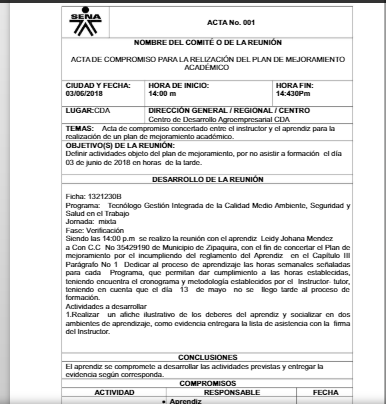 SENA
ACTA No. 001
NOMBRE DEL COMITÉ O DE LA REUNIÓN
ACTA DE COMPROMISO PARA LA RELIZACIÓN DEL PLAN DE MEJORAMIENTO
ACADÉMICO
CIUDAD Y FECHA: HORA DE INICIO: HORA FIN:
03/06/2018 14:00 m 14:430Pm
LUGAR:CDA DIRECCIÓN GENERAL / REGIONAL / CENTRO
Centro de Desarrollo Agroempresarial CDA
TEMAS: Acta de compromiso concertado entre el instructor y el aprendiz para la
realización de un plan de mejoramiento académico.
OBJETIVO(S) DE LA REUNIÓN:
Definir actividades objeto del plan de mejoramiento, por no asistir a formación el día
03 de junio de 2018 en horas de la tarde.
DESARROLLO DE LA REUNIÓN
Ficha: 1321230B
Programa: Tecnólogo Gestión Integrada de la Calidad Medio Ambiente, Seguridad y
Salud en el Trabajo
Jornada: mixta
Fase: Verificación
Siendo las 14:00 p.m se realizo la reunión con el aprendiz Leidy Johana Mendez
a Con C.C No 35429190 de Municipio de Zipaquira, con el fin de concertar el Plan de
mejoramiento por el incumpliendo del reglamento del Aprendiz en el Capítulo III
Parágrafo No 1 Dedicar al proceso de aprendizaje las horas semanales señaladas
para cada Programa, que permitan dar cumplimiento a las horas establecidas,
teniendo encuentra el cronograma y metodología establecidos por el Instructor- tutor,
teniendo en cuenta que el día 13 de mayo no se llego tarde al proceso de
formación.
Actividades a desarrollar
1.Realizar un afiche ilustrativo de los deberes del aprendiz y socializar en dos
ambientes de aprendizaje, como evidencia entregara la lista de asistencia con la firma
del Instructor.
CONCLUSIONES
El aprendiz se compromete a desarrollar las actividades previstas y entregar la
evidencia según corresponda.
COMPROMISOS
ACTIVIDAD RESPONSABLE FECHA
• Aprendiz